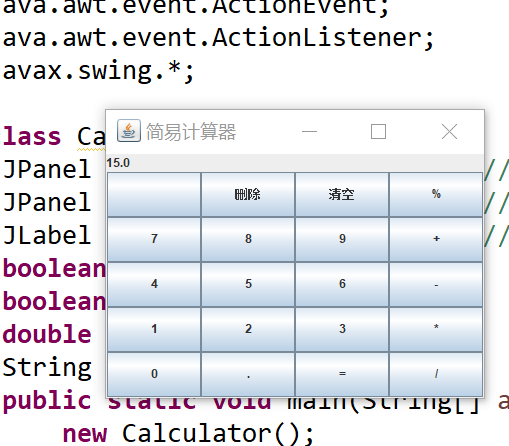 ava.awt.event.ActionEvent;
ava.awt.event.ActionListener;
avax.swing.*;
lass Ca
简易计算器
JPanel //
15.0
JPanel //
删除 清空 %
JLabel //
7 8 9 +
boolean
4 5 6 -
boolean
double
1 2 3 *
String
0 . = /
public static void main(String[] a
new Calculator();